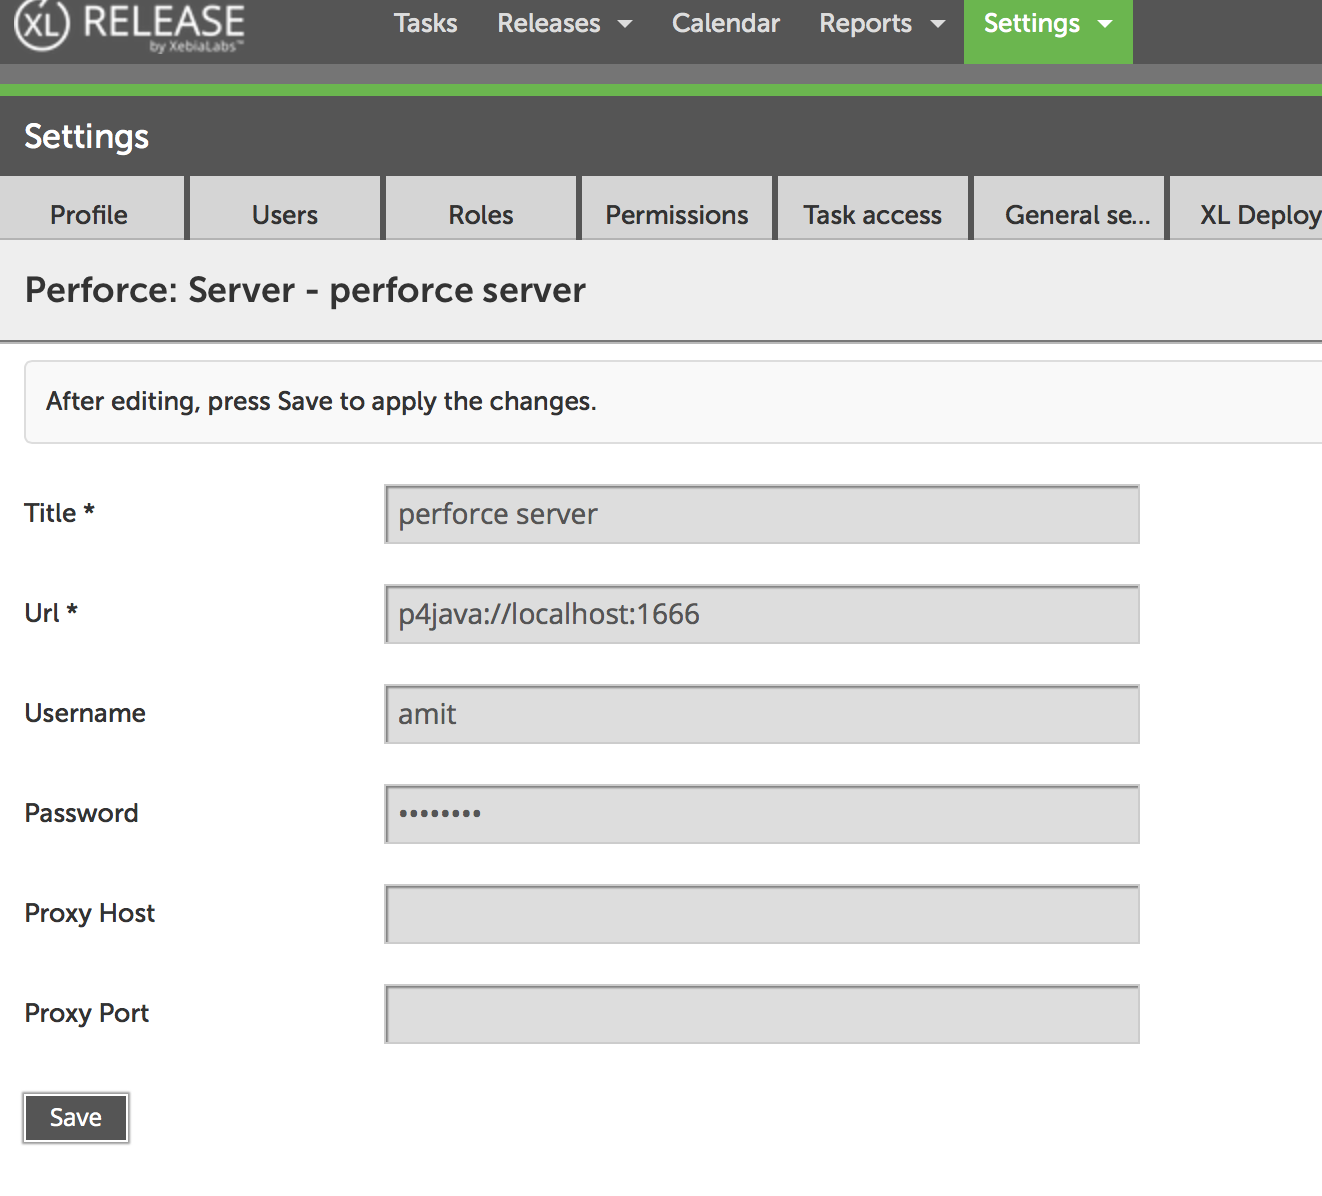 XL RELEASE
by XebiaLabs™
Tasks Releases Calendar Reports Settings
Settings
Profile Users Roles Permissions Task access General se... XL Deploy
Perforce: Server - perforce server
After editing, press Save to apply the changes.
Title * perforce server
Url * p4java://localhost:1666
Username amit
Password ••••••••
Proxy Host
Proxy Port
Save